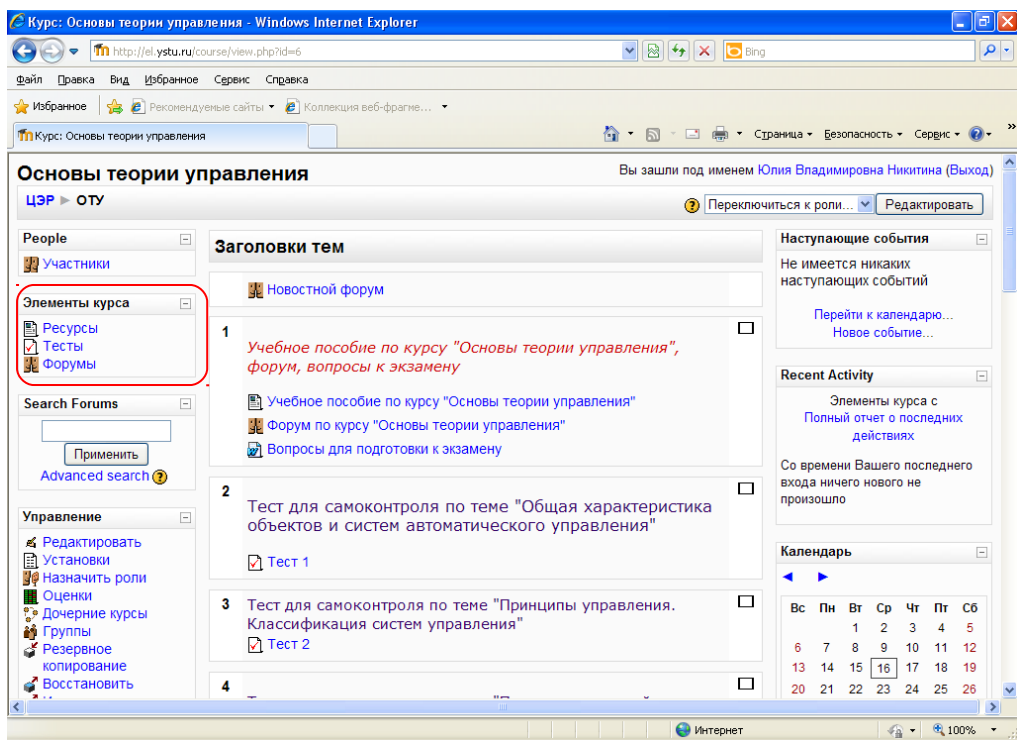 Курс: Основы теории управления - Windows Internet Explorer
http://el.ystu.ru/course/view.php?id=6
Bing
Файл Правка Вид Избранное Сервис Справка
Избранное Рекомендуемые сайты Коллекция веб-фрагме...
Курс: Основы теории управления
Страница Безопасность Сервис »
Основы теории управления
Вы зашли под именем Юлия Владимировна Никитина (Выход)
ЦЭР ► ОТУ
Переключиться к роли...
Редактировать
People
Участники
Элементы курса
Ресурсы
Тесты
Форумы
Search Forums
Применить
Advanced search
Управление
Редактировать
Установки
Назначить роли
Оценки
Дочерние курсы
Группы
Резервное
копирование
Восстановить
Заголовки тем
Новостной форум
1
Учебное пособие по курсу "Основы теории управления",
форум, вопросы к экзамену
Учебное пособие по курсу "Основы теории управления"
Форум по курсу "Основы теории управления"
Вопросы для подготовки к экзамену
2
Тест для самоконтроля по теме "Общая характеристика
объектов и систем автоматического управления"
Тест 1
3
Тест для самоконтроля по теме "Принципы управления.
Классификация систем управления"
Тест 2
4
Наступающие события
Не имеется никаких
наступающих событий
Перейти к календарю...
Новое событие...
Recent Activity
Элементы курса с
Полный отчет о последних
действиях
Со времени Вашего последнего
входа ничего нового не
произошло
Календарь
◄ ►
Вс Пн Вт Ср Чт Пт Сб
1 2 3 4 5
6 7 8 9 10 11 12
13 14 15 16 17 18 19
20 21 22 23 24 25 26
Интернет
100%